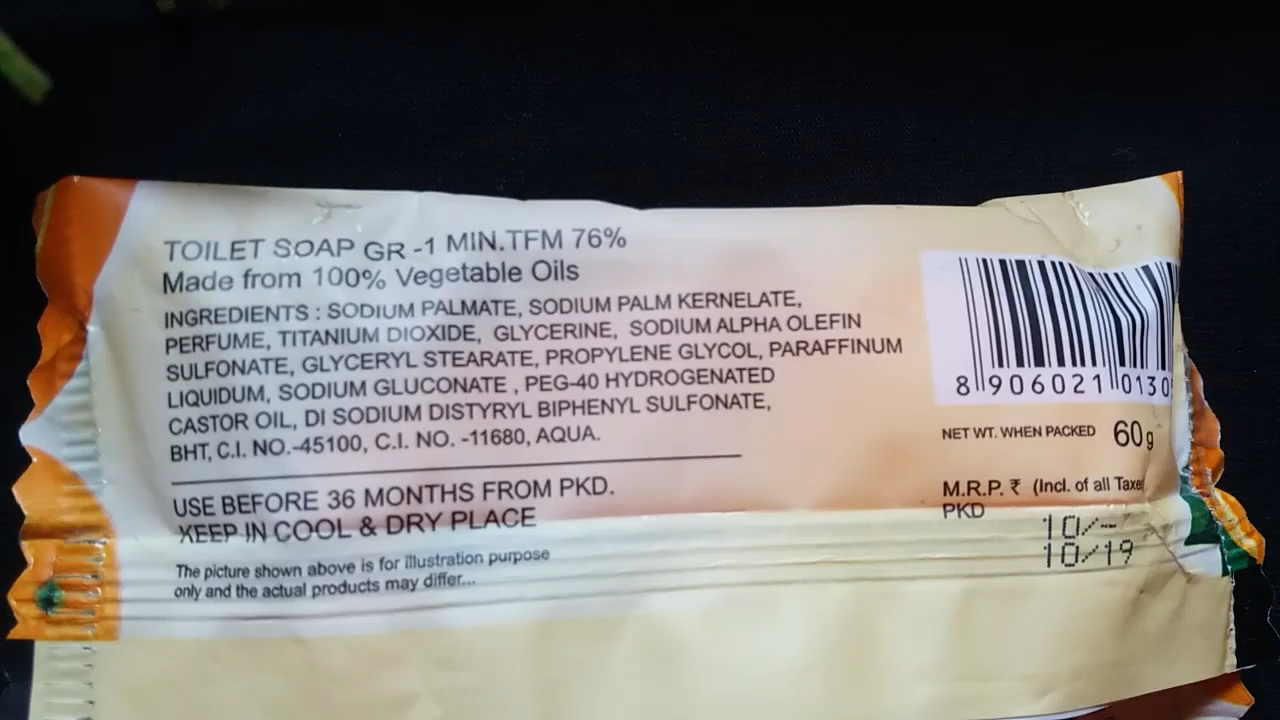 TOILET SOAP GR -1 MIN.TFM 76%
Made from 100% Vegetable Oils
INGREDIENTS : SODIUM PALMATE, SODIUM PALM KERNELATE,
PERFUME, TITANIUM DIOXIDE, GLYCERINE, SODIUM ALPHA OLEFIN
SULFONATE, GLYCERYL STEARATE, PROPYLENE GLYCOL, PARAFFINUM
LIQUIDUM, SODIUM GLUCONATE , PEG-40 HYDROGENATED
CASTOR OIL, DI SODIUM DISTYRYL BIPHENYL SULFONATE,
BHT, C.I. NO.-45100, C.I. NO. -11680, AQUA.
USE BEFORE 36 MONTHS FROM PKD.
KEEP IN COOL & DRY PLACE
The picture shown above is for illustration purpose
only and the actual products may differ...
8 906021 0130
NET WT. WHEN PACKED 60g
M.R.P. ₹ (Incl. of all Taxe
PKD
10/-
10/19